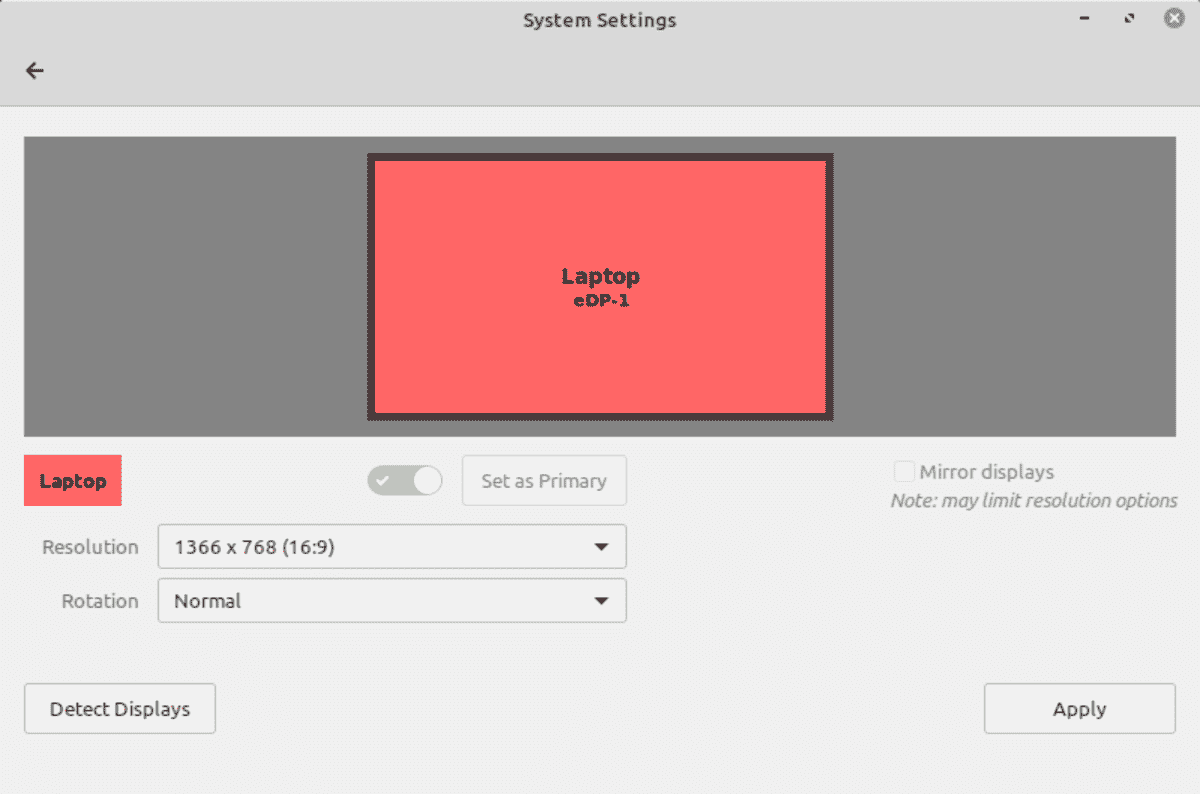 System Settings
Laptop
eDP-1
Laptop
Set as Primary
Mirror displays
Note: may limit resolution options
Resolution
1366 x 768 (16:9)
Rotation
Normal
Detect Displays
Apply